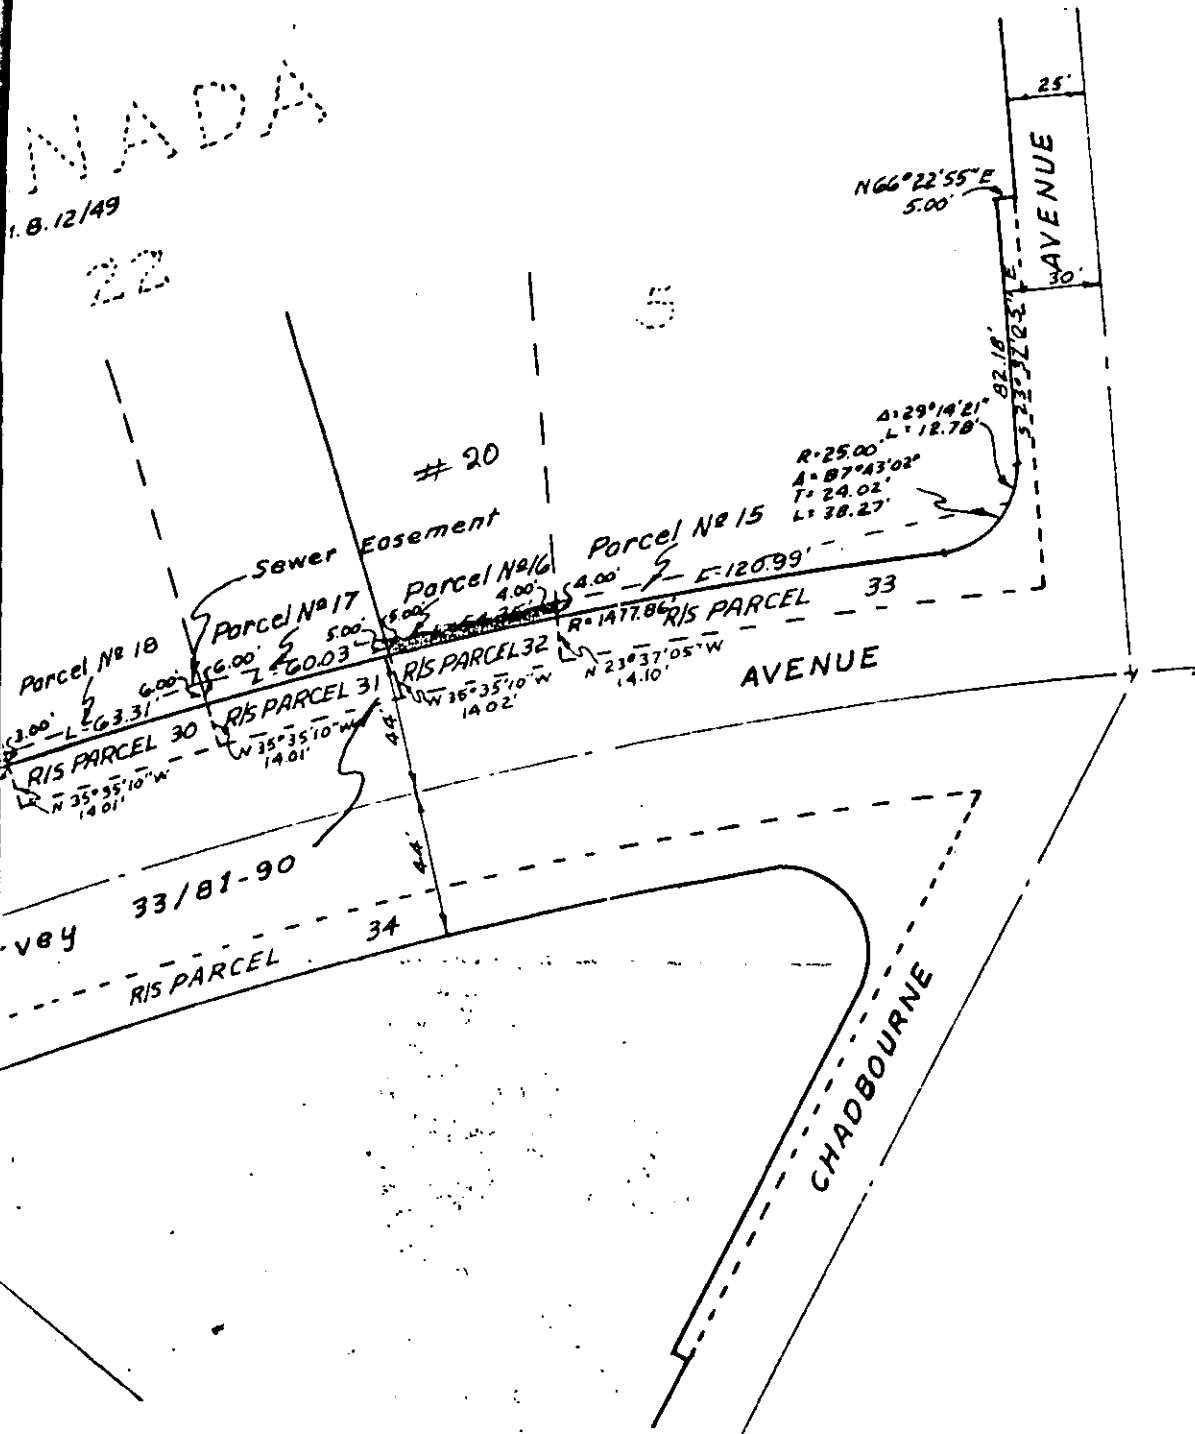 NADA
.B.12/49
22
5
25'
AVENUE
N66°22'55"E
5.00'
30'
82.18'
S 23°37'05" E
Δ=29°14'21"
L=12.78'
R=25.00'
Δ=87°43'02"
T=24.02'
L=38.27'
# 20
Sewer Easement
Parcel Nº 15
Parcel Nº 16
Parcel Nº 17
Parcel Nº 18
4.00'
4.00'
5.00'
5.00'
6.00'
6.00'
3.00'
L=120.99'
L=60.03'
L=63.31'
R=1477.86'
R/S PARCEL 33
R/S PARCEL 32
R/S PARCEL 31
R/S PARCEL 30
N 23°37'05" W
14.10'
N 35°35'10" W
14.02'
N 35°35'10" W
14.01'
N 35°35'10" W
14.01'
AVENUE
44'
44'
33/81-90
vey
R/S PARCEL 34
CHADBOURNE